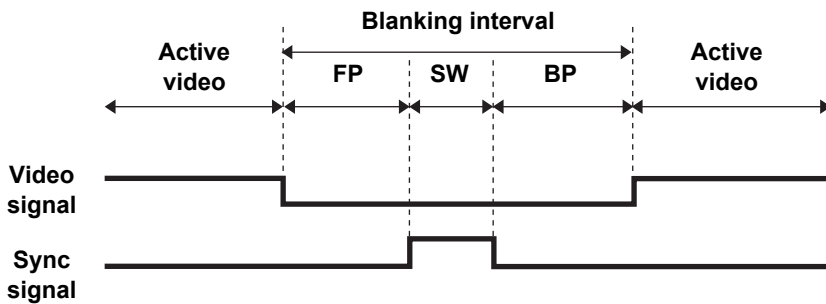 Blanking interval
Active
video
FP
SW
BP
Active
video
Video
signal
Sync
signal